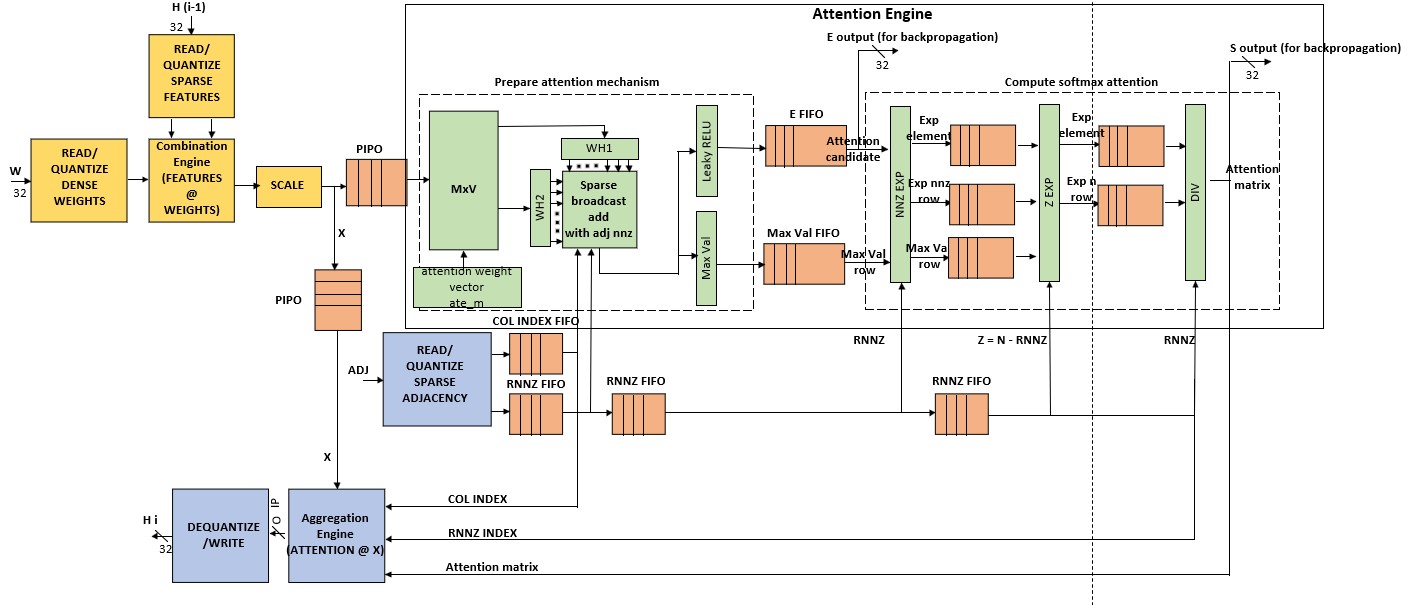 H (i-1)
32
READ/
QUANTIZE
SPARSE
FEATURES
W
32
READ/
QUANTIZE
DENSE
WEIGHTS
Combination
Engine
(FEATURES
@
WEIGHTS)
SCALE
PIPO
X
PIPO
X
Attention Engine
Prepare attention mechanism
MxV
attention weight
vector
ate_m
WH1
WH2
Sparse
broadcast
add
with adj nnz
Leaky RELU
Max Val
E output (for backpropagation)
32
E FIFO
Attention
candidate
Max Val FIFO
Max Val
row
Compute softmax attention
NNZ EXP
Exp
element
Exp nnz
row
Max Va
row
Z EXP
Exp
element
Exp n
row
DIV
Attention
matrix
S output (for backpropagation)
32
COL INDEX FIFO
ADJ
READ/
QUANTIZE
SPARSE
ADJACENCY
RNNZ FIFO
RNNZ FIFO
RNNZ FIFO
RNNZ
Z = N - RNNZ
RNNZ
COL INDEX
RNNZ INDEX
Attention matrix
Aggregation
Engine
(ATTENTION @ X)
O IP
DEQUANTIZE
/WRITE
H i
32